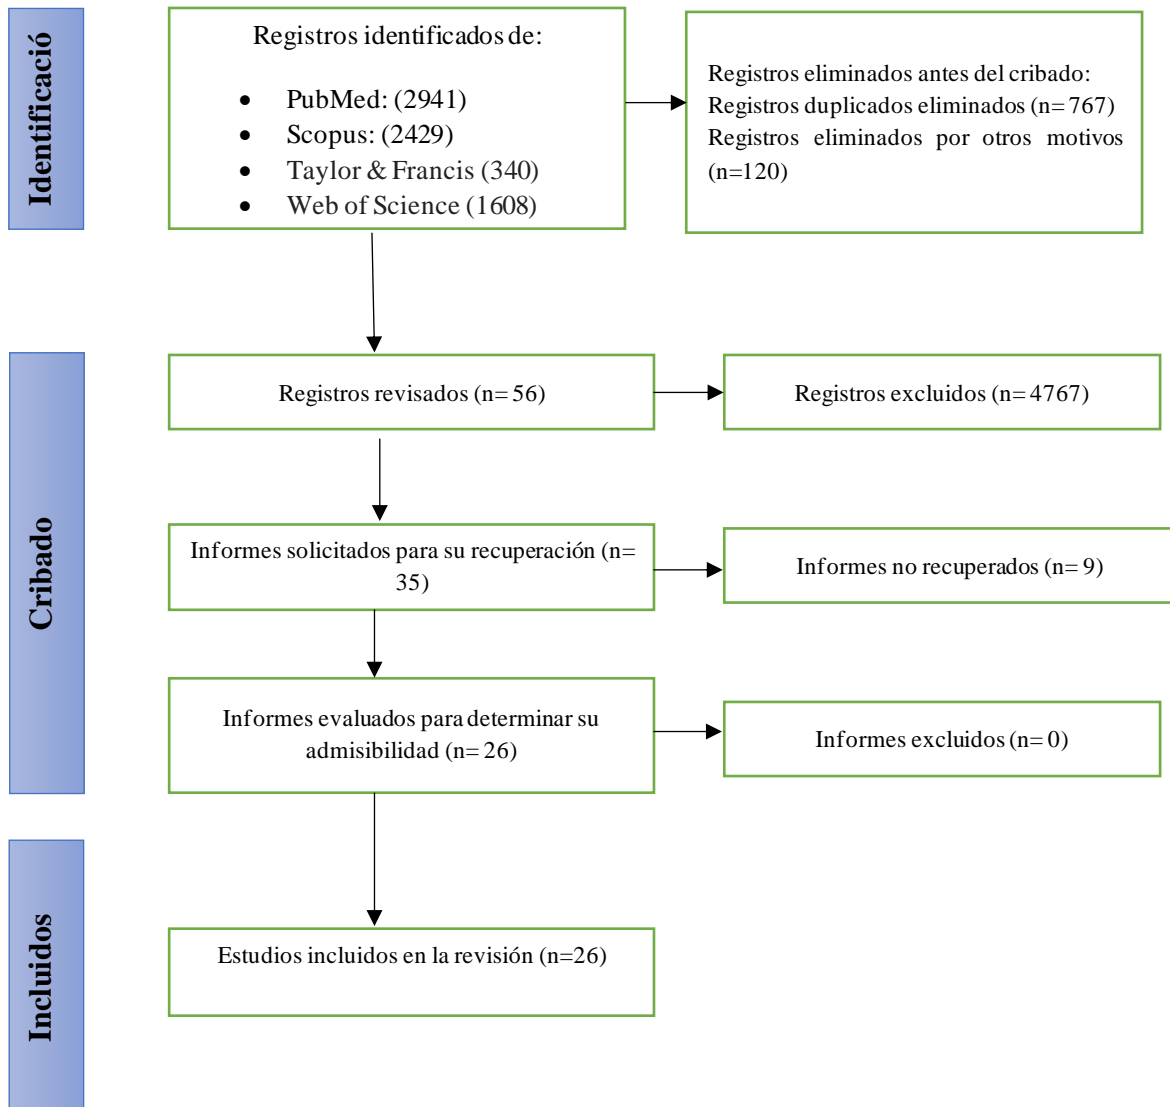 Identificació
Registros identificados de:
• PubMed: (2941)
• Scopus: (2429)
• Taylor & Francis (340)
• Web of Science (1608)
Registros eliminados antes del cribado:
Registros duplicados eliminados (n= 767)
Registros eliminados por otros motivos
(n=120)
Cribado
Registros revisados (n= 56)
Registros excluidos (n= 4767)
Informes solicitados para su recuperación (n=
35)
Informes no recuperados (n= 9)
Informes evaluados para determinar su
admisibilidad (n= 26)
Informes excluidos (n= 0)
Incluidos
Estudios incluidos en la revisión (n=26)